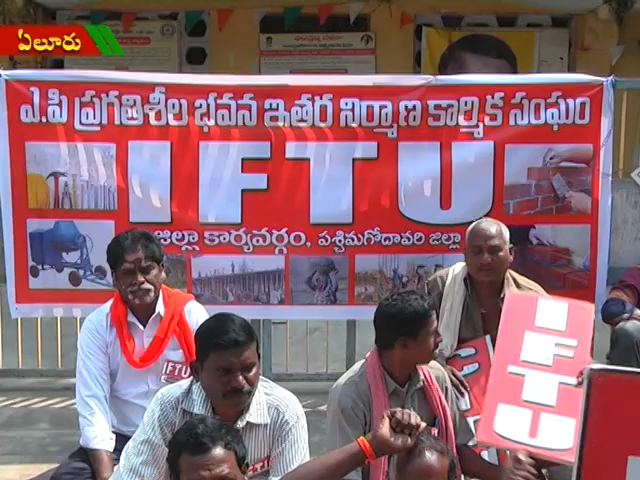 ఏలూరు
ఎ.పి ప్రగతిశీల భవన ఇతర నిర్మాణ కార్మిక సంఘం
IFTU
జిల్లా కార్యవర్గం, పశ్చిమగోదావరి జిల్లా
IFTU
IFTU